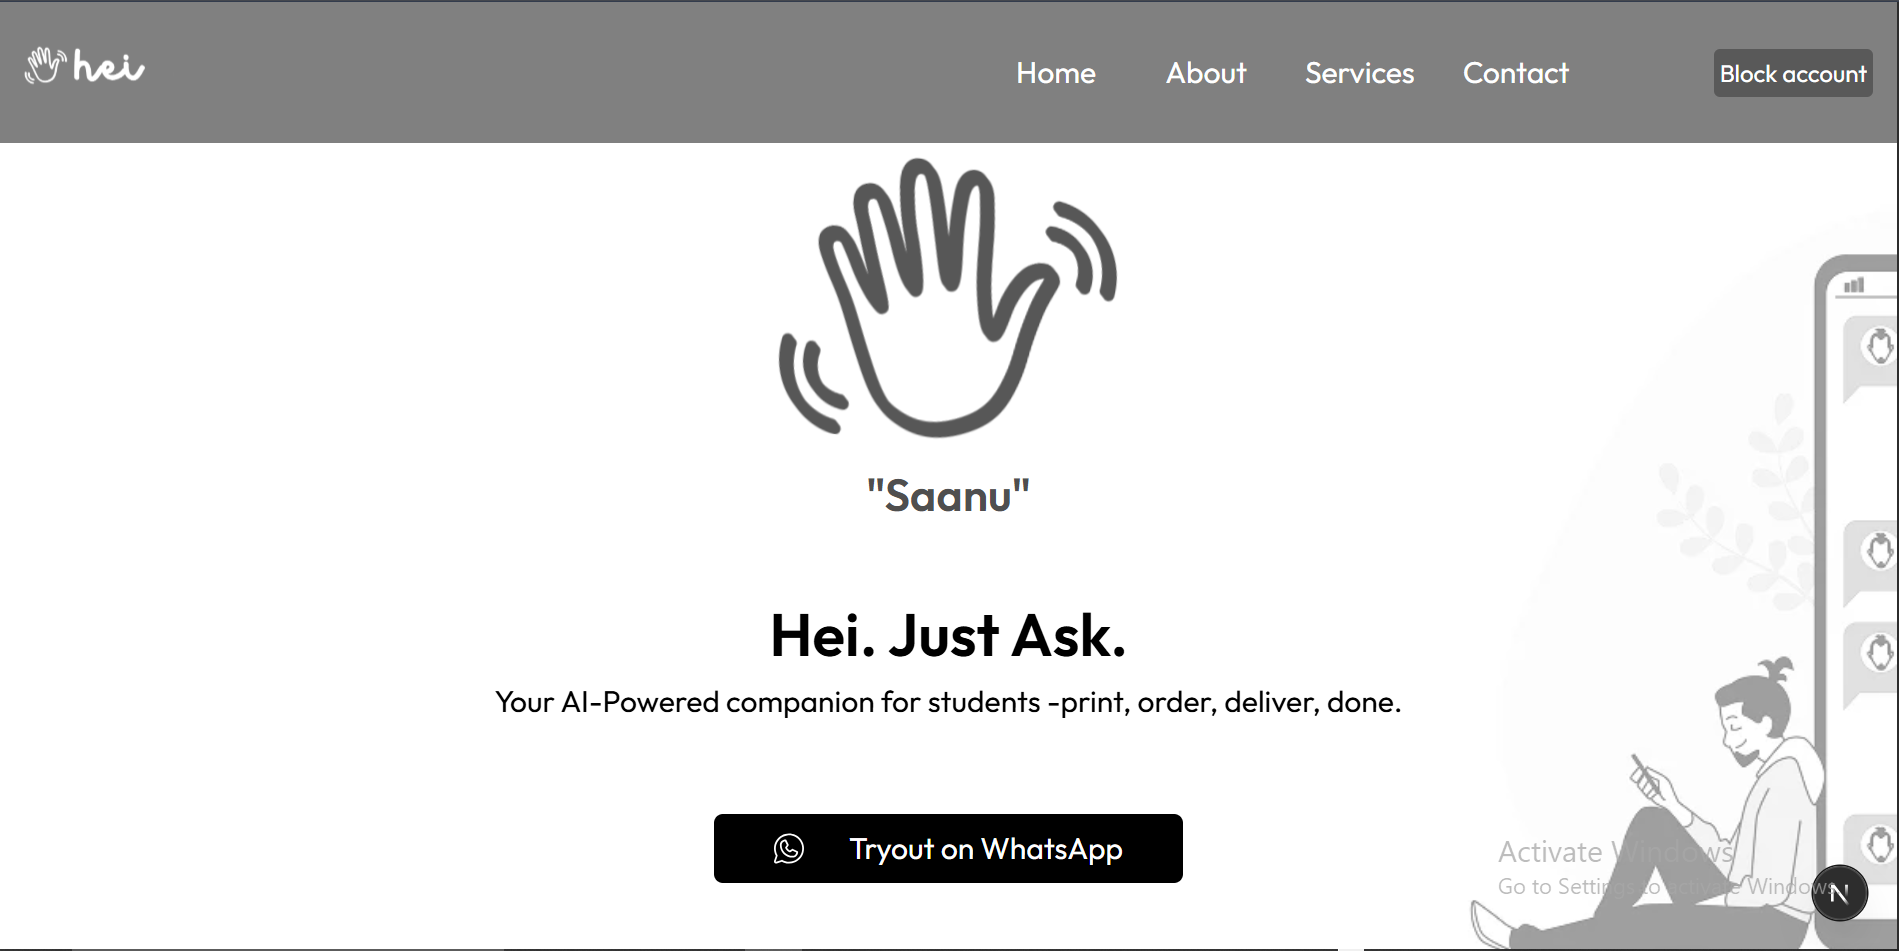 hei
Home About Services Contact
Block account
"Saanu"
Hei. Just Ask.
Your AI-Powered companion for students -print, order, deliver, done.
Tryout on WhatsApp
Activate Windows
Go to Settings to activate Windows.
N